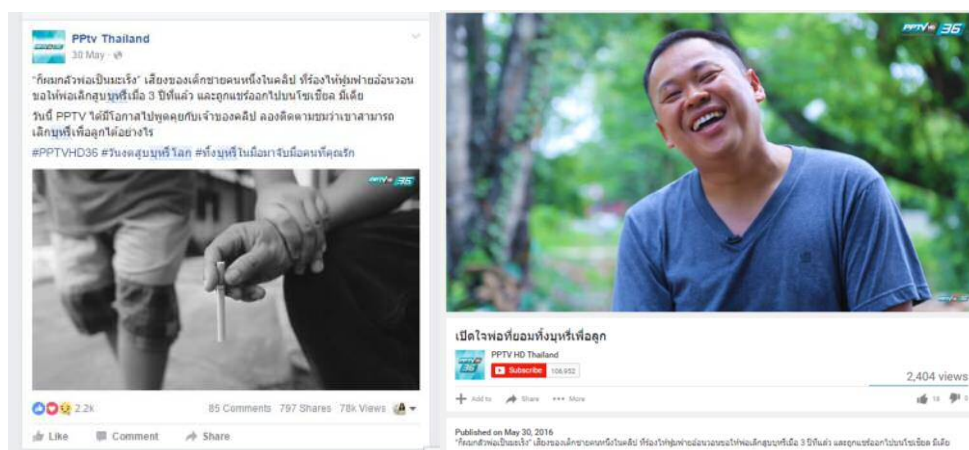 PPtv Thailand
30 May
"ก็ผมกลัวพ่อเป็นมะเร็ง" เสียงของเด็กชายคนหนึ่งในคลิป ที่ร้องไห้ฟูมฟายอ้อนวอน
ขอให้พ่อเลิกสูบบุหรี่เมื่อ 3 ปีที่แล้ว และถูกแชร์ออกไปบนโซเชียล มีเดีย
วันนี้ PPTV ได้มีโอกาสไปพูดคุยกับเจ้าของคลิป ลองติดตามชมว่าเขาสามารถ
เลิกบุหรี่เพื่อลูกได้อย่างไร
#PPTVHD36 #วันงดสูบบุหรี่โลก #ทิ้งบุหรี่ในมือมาจับมือคนที่คุณรัก
PPTV HD 36
2.2k
85 Comments 797 Shares 78k Views
Like Comment Share
PPTV HD 36
เปิดใจพ่อที่ยอมทิ้งบุหรี่เพื่อลูก
PPTV HD Thailand
Subscribe 106,952
2,404 views
Add to Share More
18 0
Published on May 30, 2016
"ก็ผมกลัวพ่อเป็นมะเร็ง" เสียงของเด็กชายคนหนึ่งในคลิป ที่ร้องไห้ฟูมฟายอ้อนวอนขอให้พ่อเลิกสูบบุหรี่เมื่อ 3 ปีที่แล้ว และถูกแชร์ออกไปบนโซเชียล มีเดีย